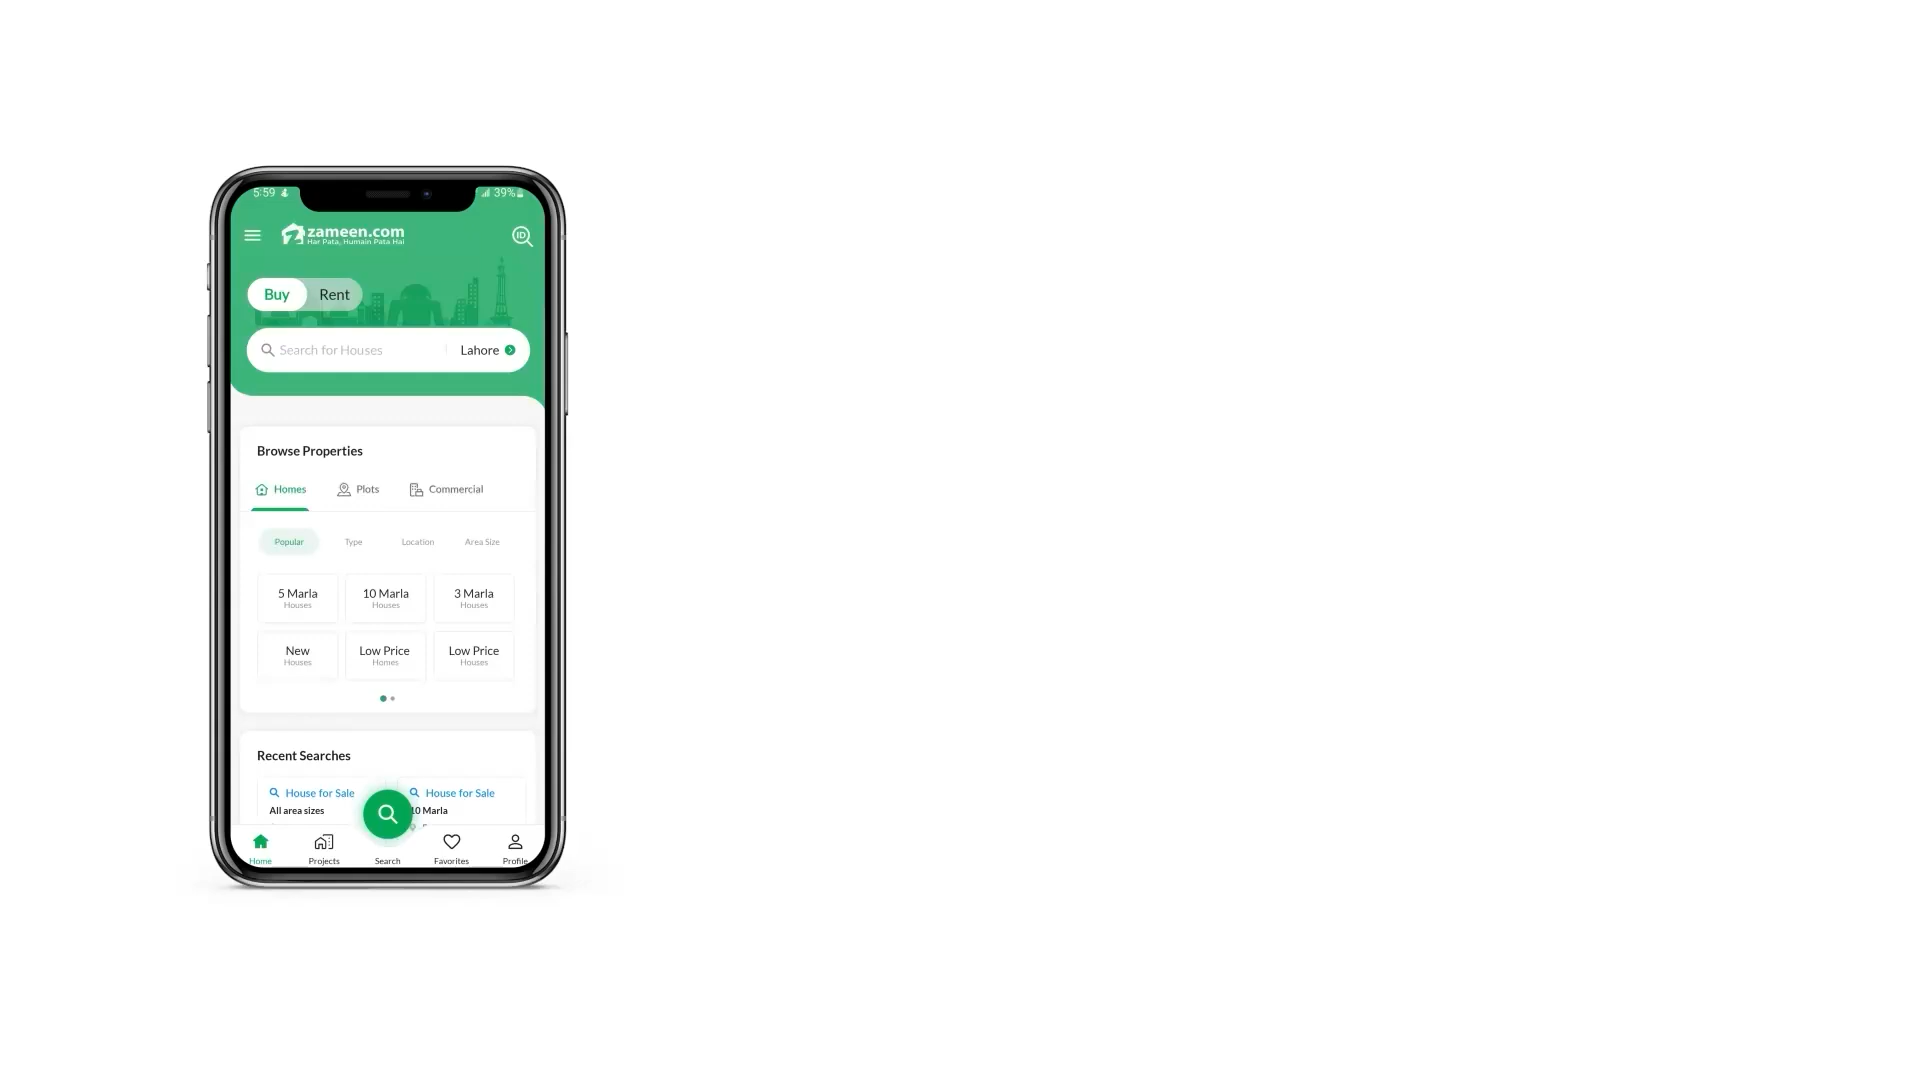 5:59 39%
zameen.com
Har Pata, Humain Pata Hai
ID
Buy Rent
Search for Houses Lahore
Browse Properties
Homes Plots Commercial
Popular Type Location Area Size
5 Marla 10 Marla 3 Marla
Houses Houses Houses
New Low Price Low Price
Houses Homes Houses
Recent Searches
House for Sale House for Sale
All area sizes 10 Marla
Home Projects Search Favorites Profile